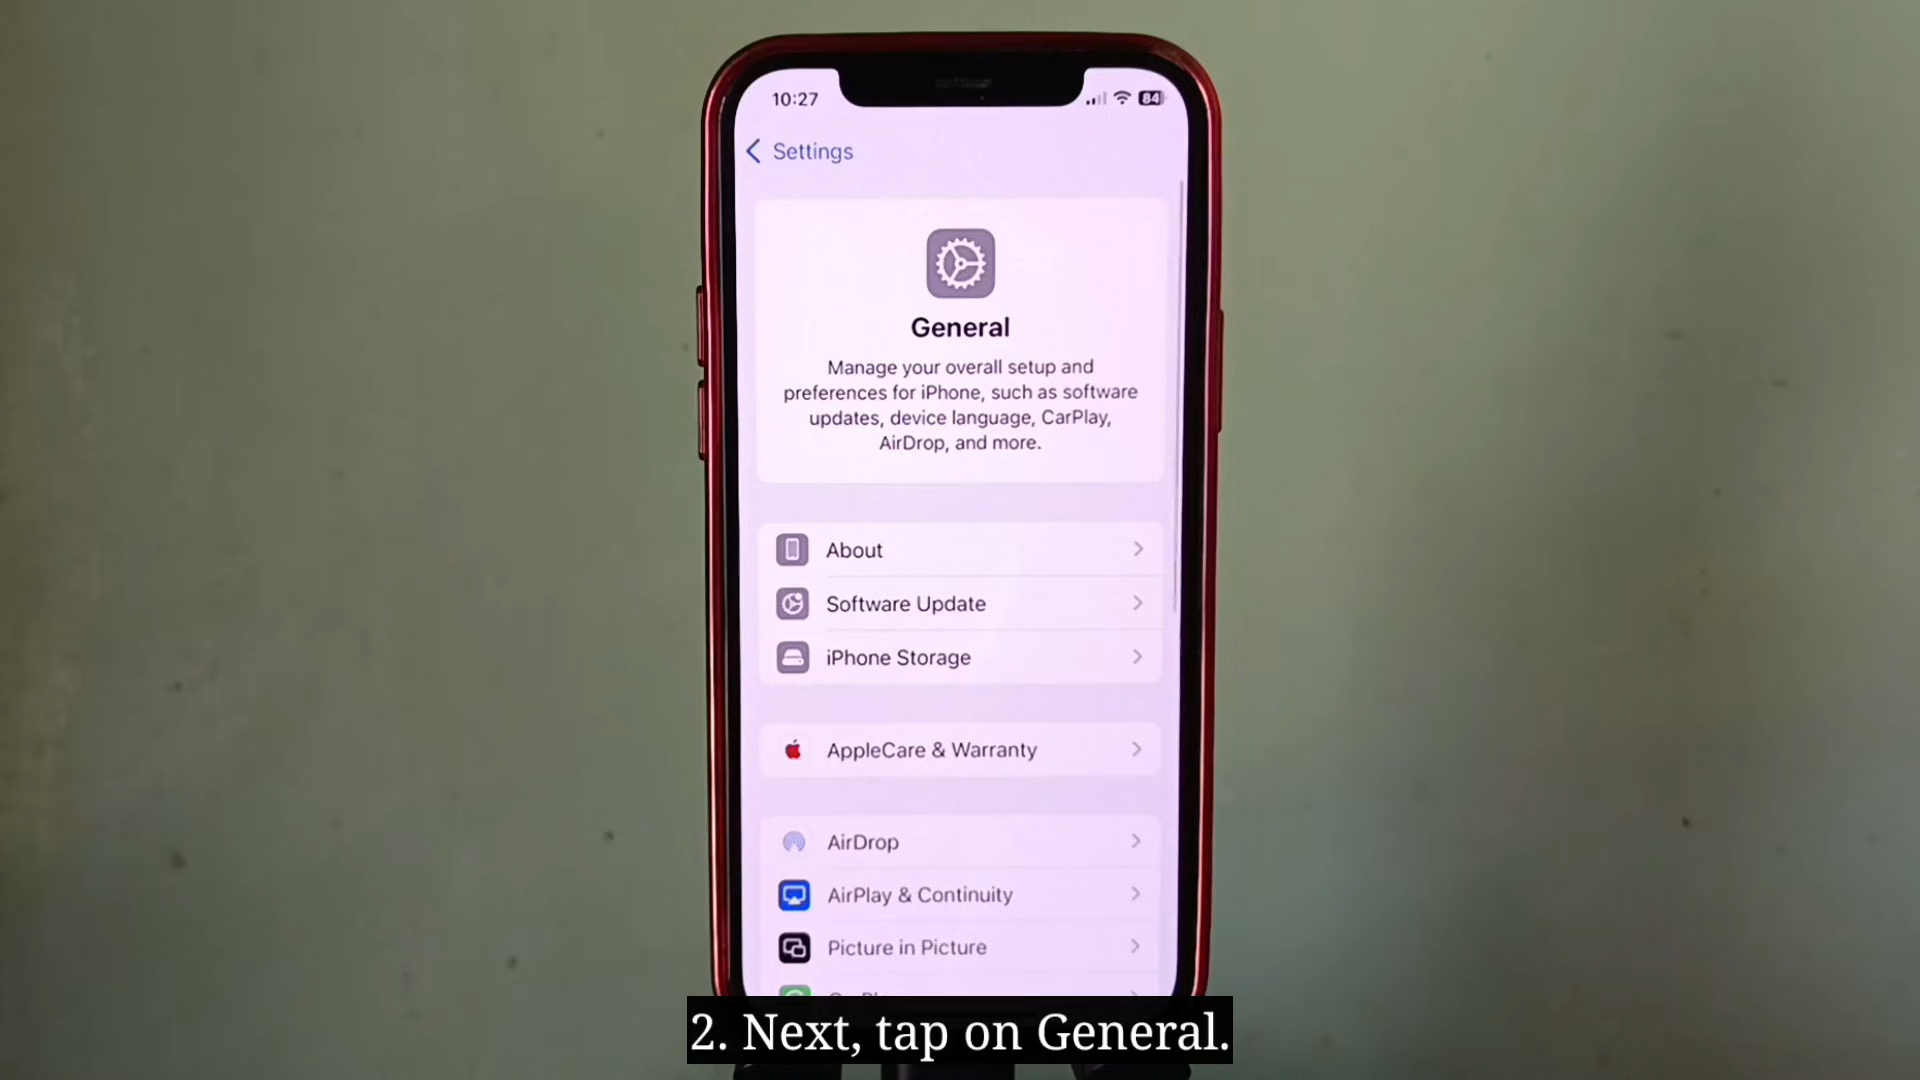 10:27
84
Settings
General
Manage your overall setup and
preferences for iPhone, such as software
updates, device language, CarPlay,
AirDrop, and more.
About
Software Update
iPhone Storage
AppleCare & Warranty
AirDrop
AirPlay & Continuity
Picture in Picture
2. Next, tap on General.